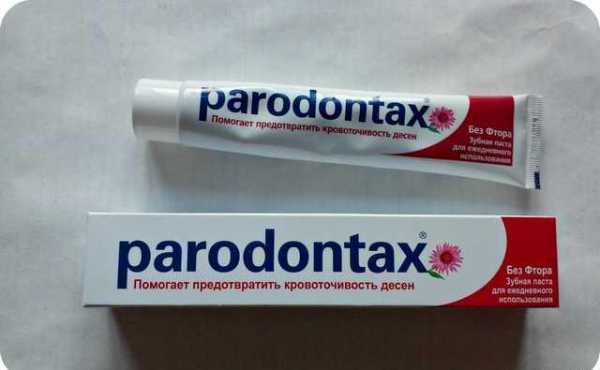 parodontax®
Помогает предотвратить кровоточивость десен
Без Фтора
Зубная паста
для ежедневного
использования
parodontax®
Помогает предотвратить кровоточивость десен
Без Фтора
Зубная паста
для ежедневного
использования